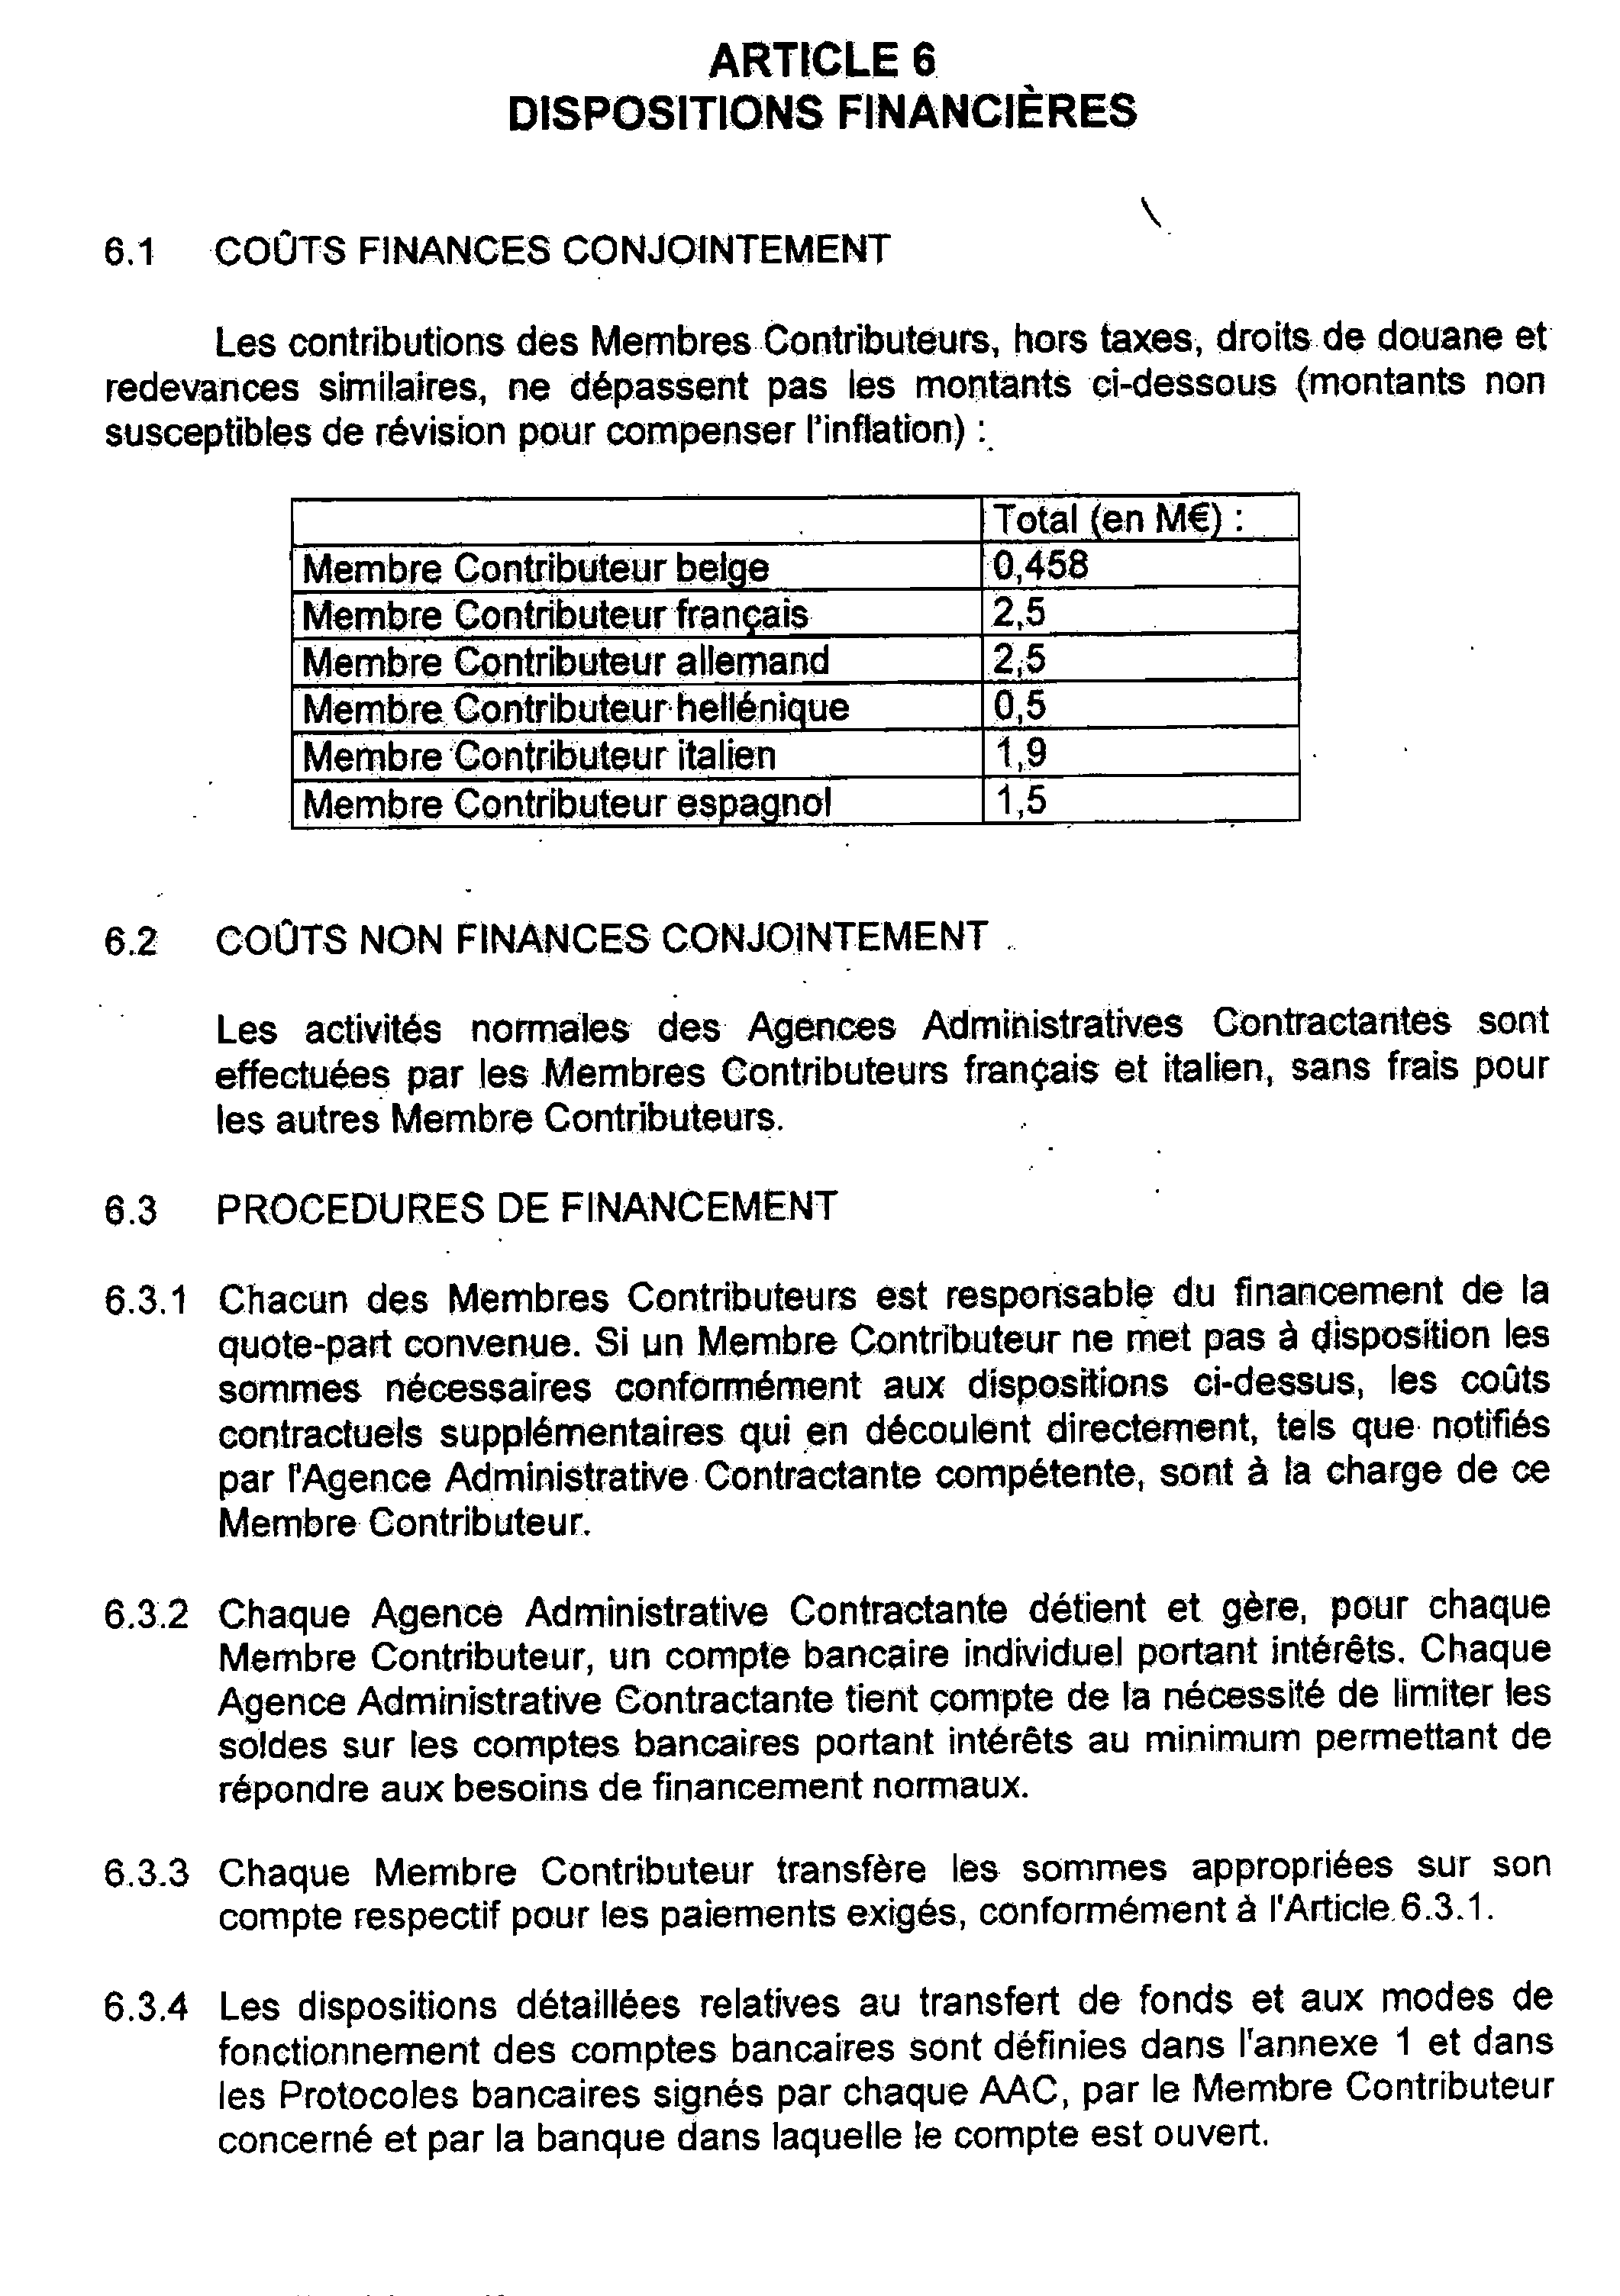 ARTICLE 6
DISPOSITIONS FINANCIÈRES
6.1 COÛTS FINANCES CONJOINTEMENT
Les contributions des Membres Contributeurs, hors taxes, droits de douane et
redevances similaires, ne dépassent pas les montants ci-dessous (montants non
susceptibles de révision pour compenser l'inflation) :
Total (en M€) :
Membre Contributeur belge 0,458
Membre Contributeur français 2,5
Membre Contributeur allemand 2,5
Membre Contributeur hellénique 0,5
Membre Contributeur italien 1,9
Membre Contributeur espagnol 1,5
6.2 COÛTS NON FINANCES CONJOINTEMENT
Les activités normales des Agences Administratives Contractantes sont
effectuées par les Membres Contributeurs français et italien, sans frais pour
les autres Membre Contributeurs.
6.3 PROCEDURES DE FINANCEMENT
6.3.1 Chacun des Membres Contributeurs est responsable du financement de la
quote-part convenue. Si un Membre Contributeur ne met pas à disposition les
sommes nécessaires conformément aux dispositions ci-dessus, les coûts
contractuels supplémentaires qui en découlent directement, tels que notifiés
par l'Agence Administrative Contractante compétente, sont à la charge de ce
Membre Contributeur.
6.3.2 Chaque Agence Administrative Contractante détient et gère, pour chaque
Membre Contributeur, un compte bancaire individuel portant intérêts. Chaque
Agence Administrative Contractante tient compte de la nécessité de limiter les
soldes sur les comptes bancaires portant intérêts au minimum permettant de
répondre aux besoins de financement normaux.
6.3.3 Chaque Membre Contributeur transfère les sommes appropriées sur son
compte respectif pour les paiements exigés, conformément à l'Article 6.3.1.
6.3.4 Les dispositions détaillées relatives au transfert de fonds et aux modes de
fonctionnement des comptes bancaires sont définies dans l'annexe 1 et dans
les Protocoles bancaires signés par chaque AAC, par le Membre Contributeur
concerné et par la banque dans laquelle le compte est ouvert.